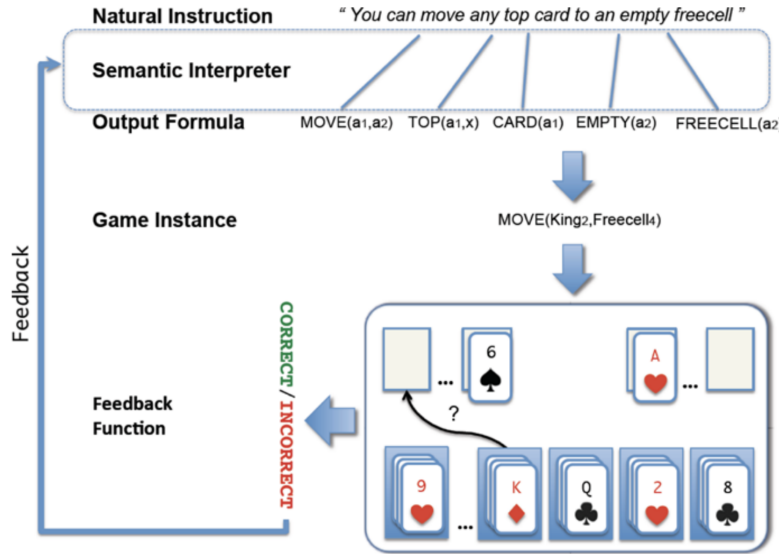 Natural Instruction “ You can move any top card to an empty freecell ”
Semantic Interpreter
Output Formula MOVE(a1,a2) TOP(a1,x) CARD(a1) EMPTY(a2) FREECELL(a2
Game Instance MOVE(King2,Freecell4)
Feedback
CORRECT/INCORRECT
Feedback
Function
... 6 A ...
?
9 ... K Q 2 8